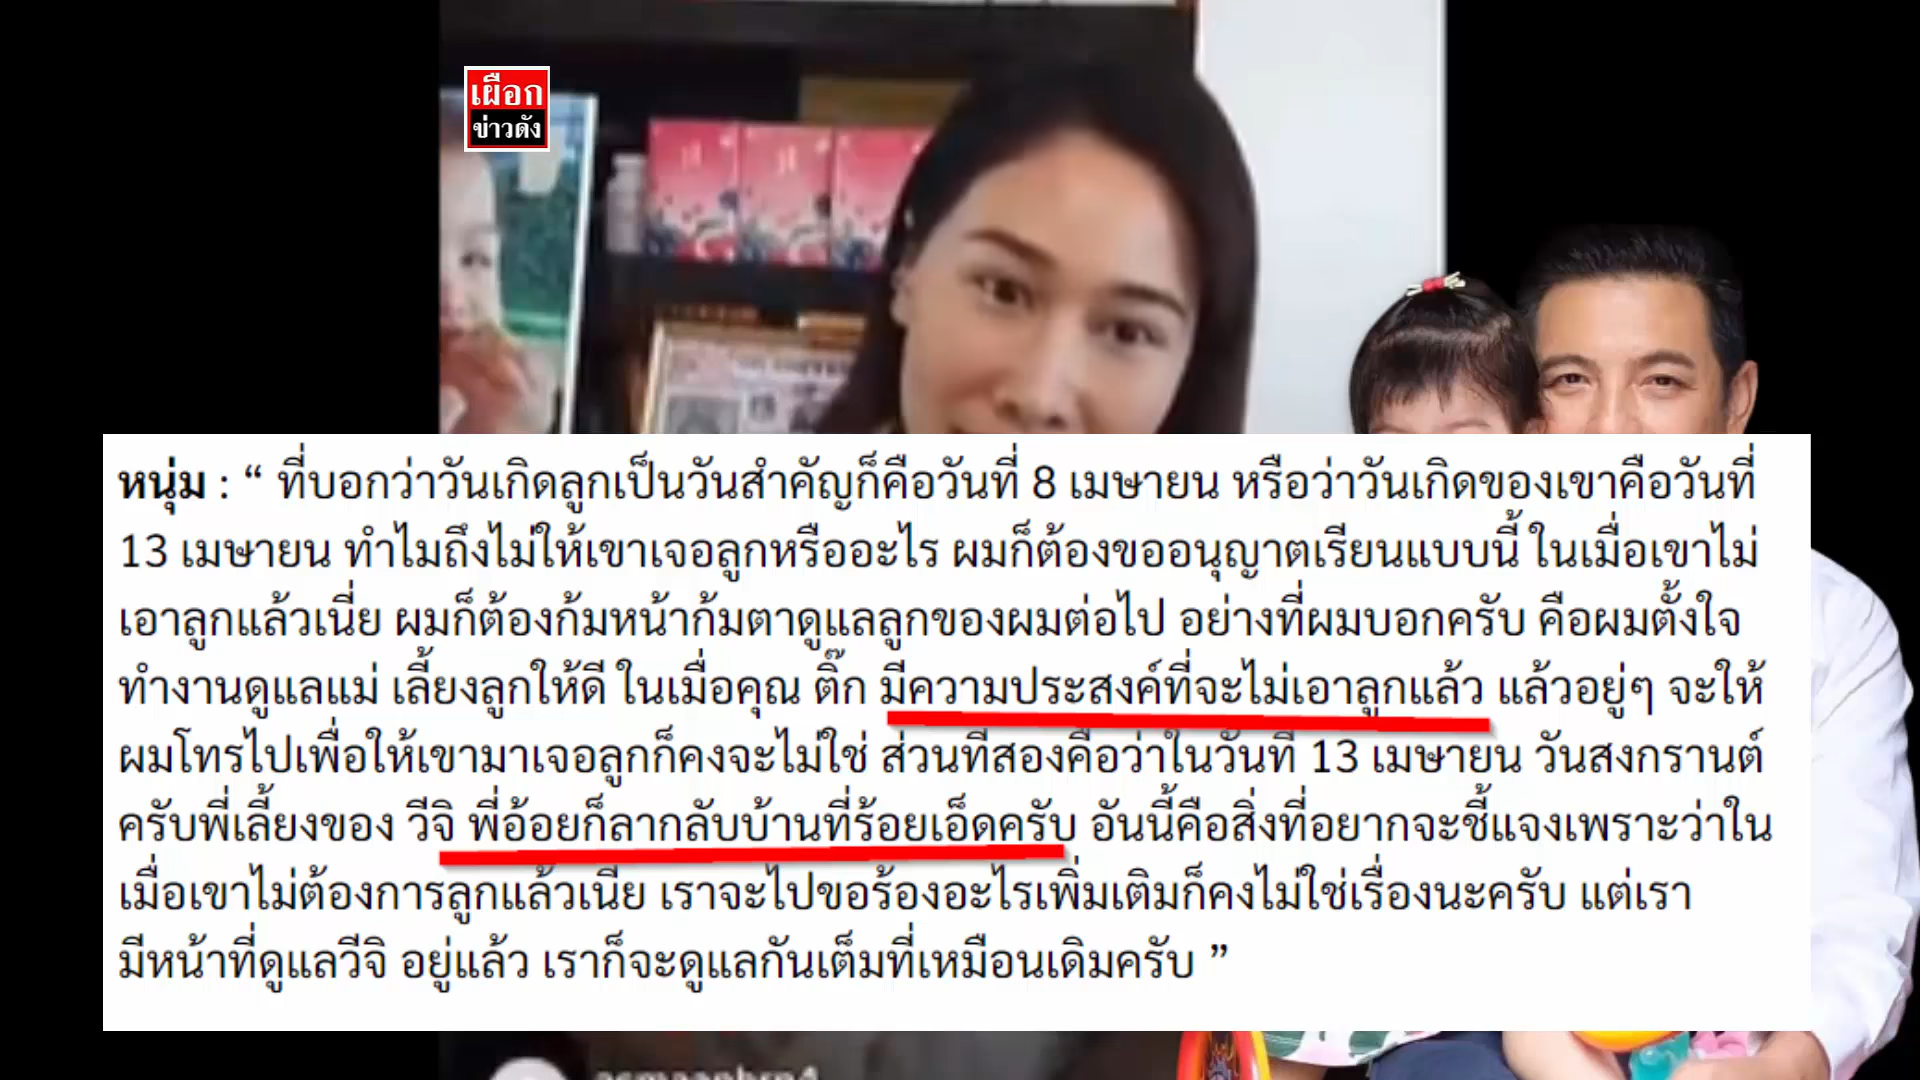 เผือก
ข่าวดัง
หนุ่ม : “ ที่บอกว่าวันเกิดลูกเป็นวันสำคัญก็คือวันที่ 8 เมษายน หรือว่าวันเกิดของเขาคือวันที่
13 เมษายน ทำไมถึงไม่ให้เขาเจอลูกหรืออะไร ผมก็ต้องขออนุญาตเรียนแบบนี้ ในเมื่อเขาไม่
เอาลูกแล้วเนี่ย ผมก็ต้องก้มหน้าก้มตาดูแลลูกของผมต่อไป อย่างที่ผมบอกครับ คือผมตั้งใจ
ทำงานดูแลแม่ เลี้ยงลูกให้ดี ในเมื่อคุณ ติ๊ก มีความประสงค์ที่จะไม่เอาลูกแล้ว แล้วอยู่ๆ จะให้
ผมโทรไปเพื่อให้เขามาเจอลูกก็คงจะไม่ใช่ ส่วนที่สองคือว่าในวันที่ 13 เมษายน วันสงกรานต์
ครับพี่เลี้ยงของ วีจิ พี่อ้อยก็ลากลับบ้านที่ร้อยเอ็ดครับ อันนี้คือสิ่งที่อยากจะชี้แจงเพราะว่าใน
เมื่อเขาไม่ต้องการลูกแล้วเนี่ย เราจะไปขอร้องอะไรเพิ่มเติมก็คงไม่ใช่เรื่องนะครับ แต่เรา
มีหน้าที่ดูแลวีจิ อยู่แล้ว เราก็จะดูแลกันเต็มที่เหมือนเดิมครับ ”